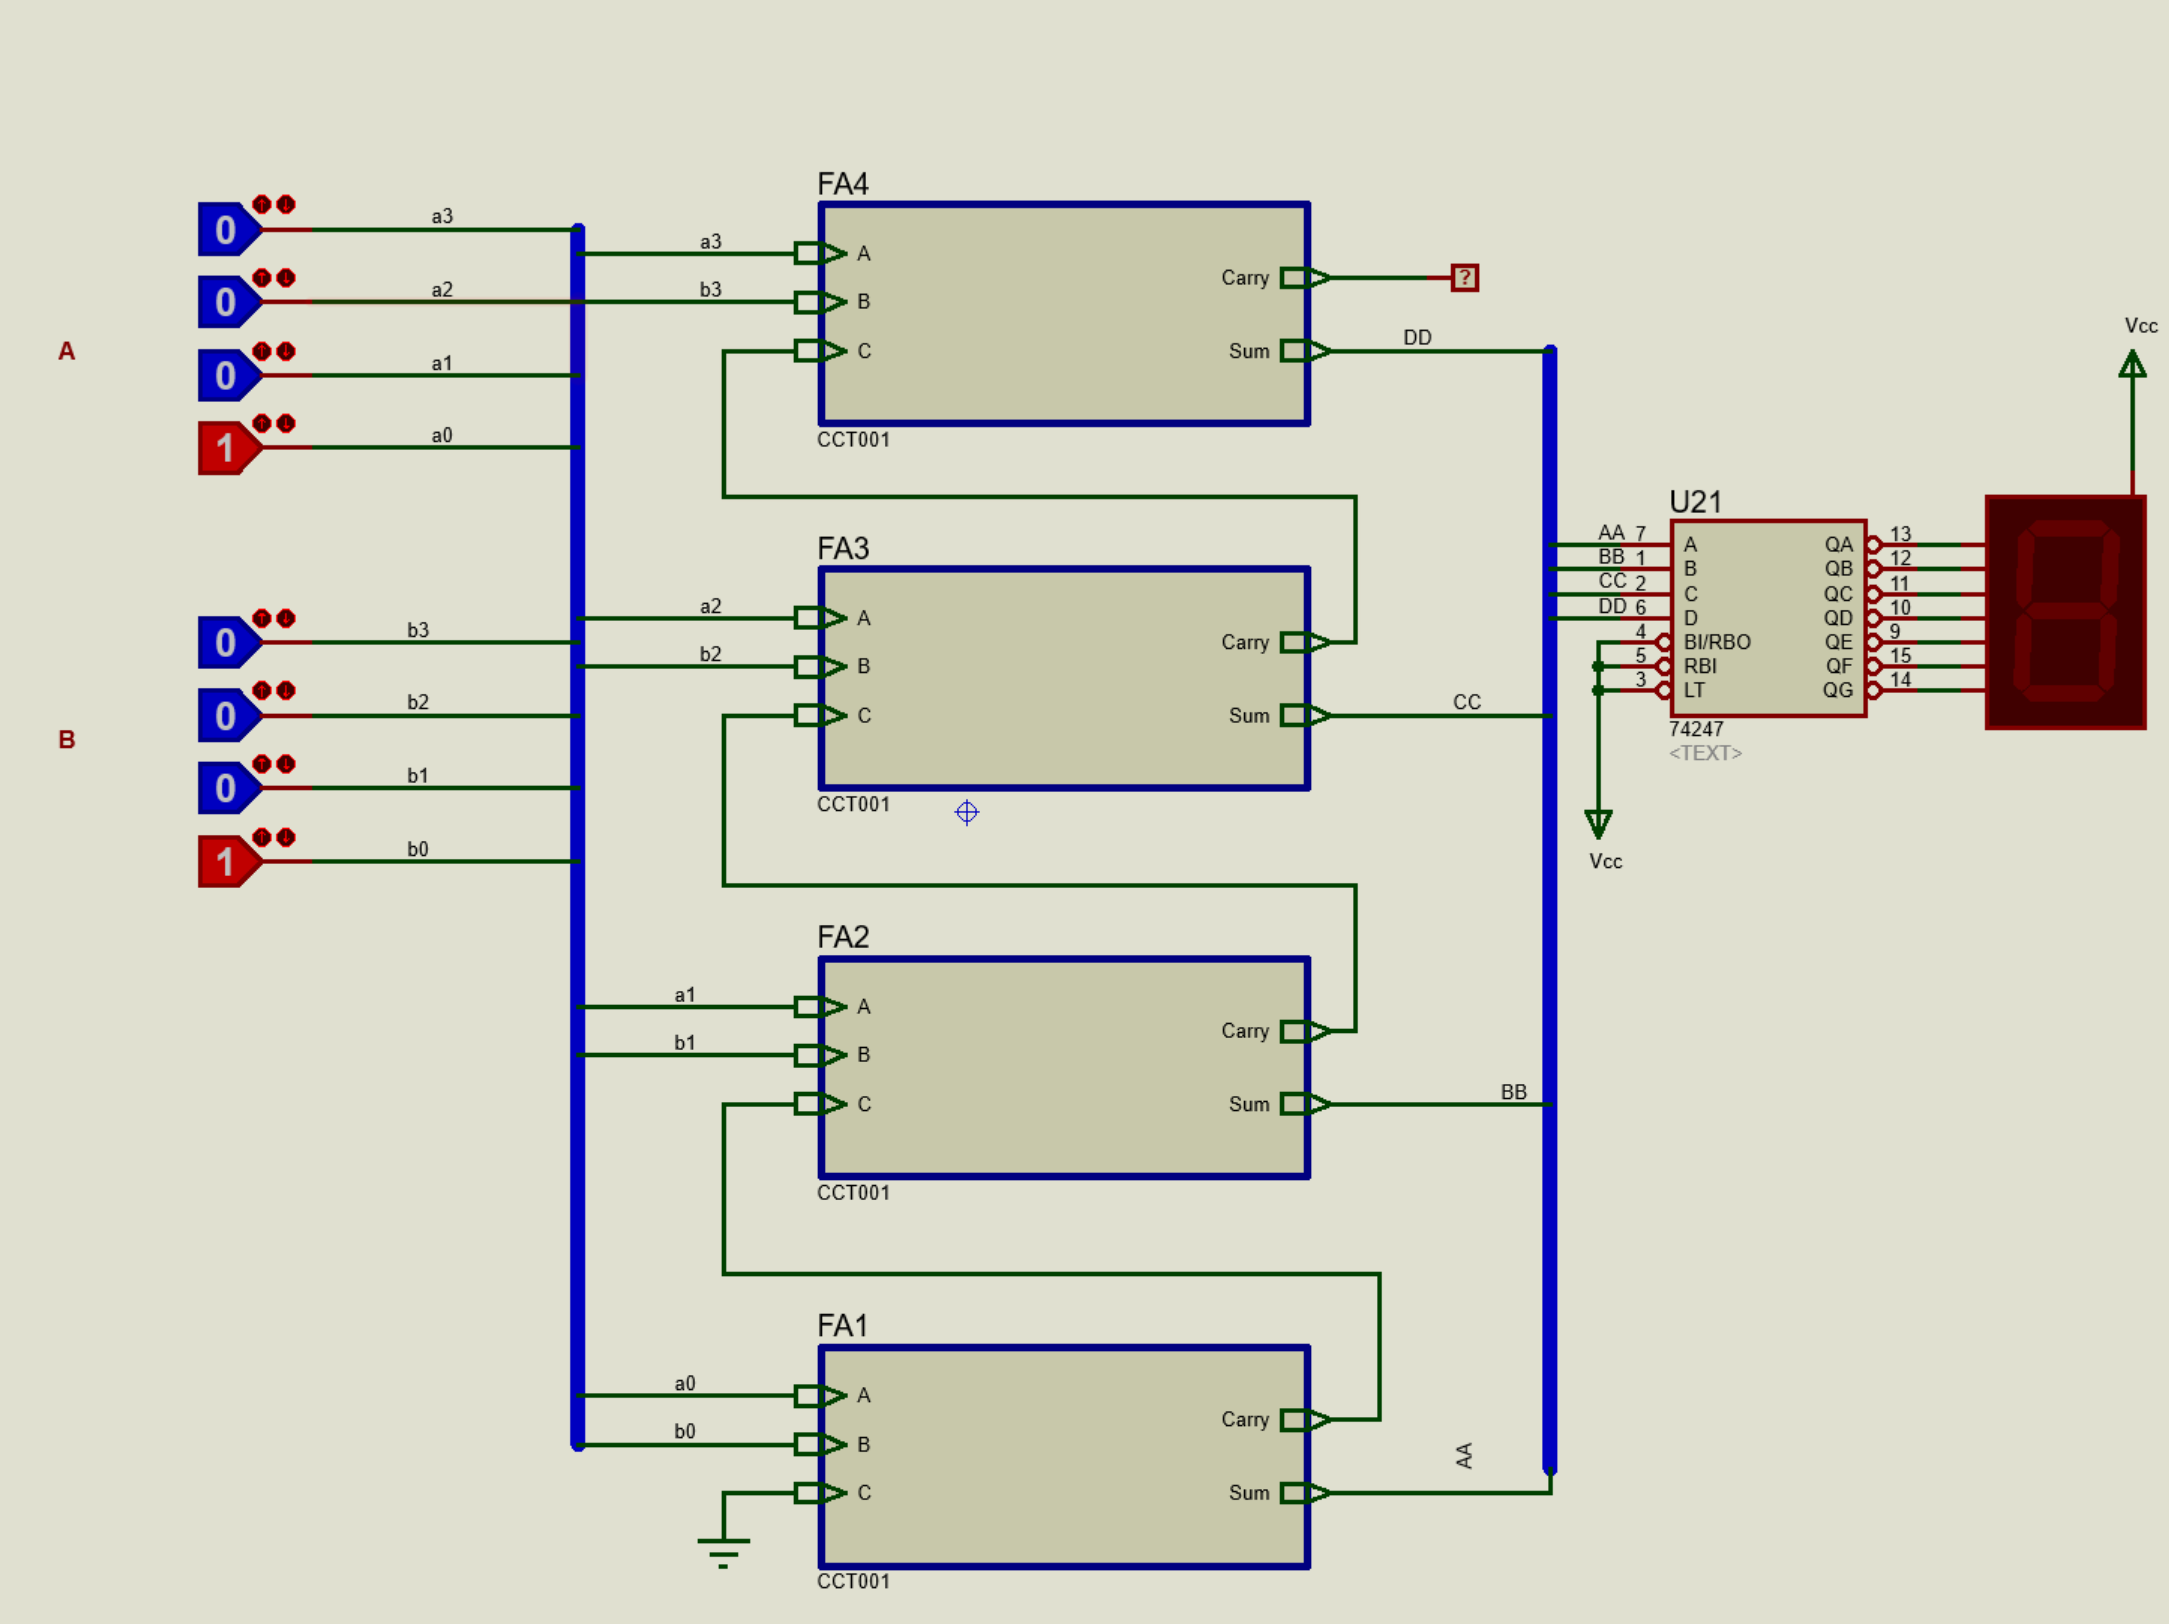 FA4
0
a3
a3
A
Carry
?
0
a2
b3
B
A
0
a1
C
Sum
DD
Vcc
1
a0
CCT001
U21
FA3
AA 7 A QA 13
BB 1 B QB 12
CC 2 C QC 11
DD 6 D QD 10
4 BI/RBO QE 9
5 RBI QF 15
3 LT QG 14
74247
<TEXT>
Vcc
a2
A
0
b3
Carry
b2
B
0
b2
C
Sum
CC
B
0
b1
CCT001
1
b0
FA2
a1
A
Carry
b1
B
C
Sum
BB
CCT001
FA1
a0
A
Carry
b0
B
AA
C
Sum
CCT001